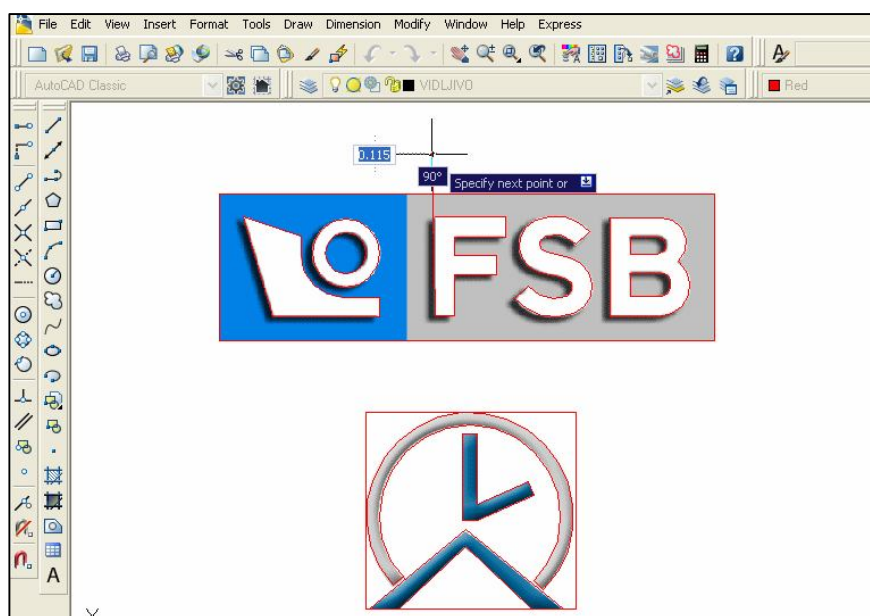 File Edit View Insert Format Tools Draw Dimension Modify Window Help Express
A
AutoCAD Classic VIDLJIVO Red
0.115
90° Specify next point or
FSB
A